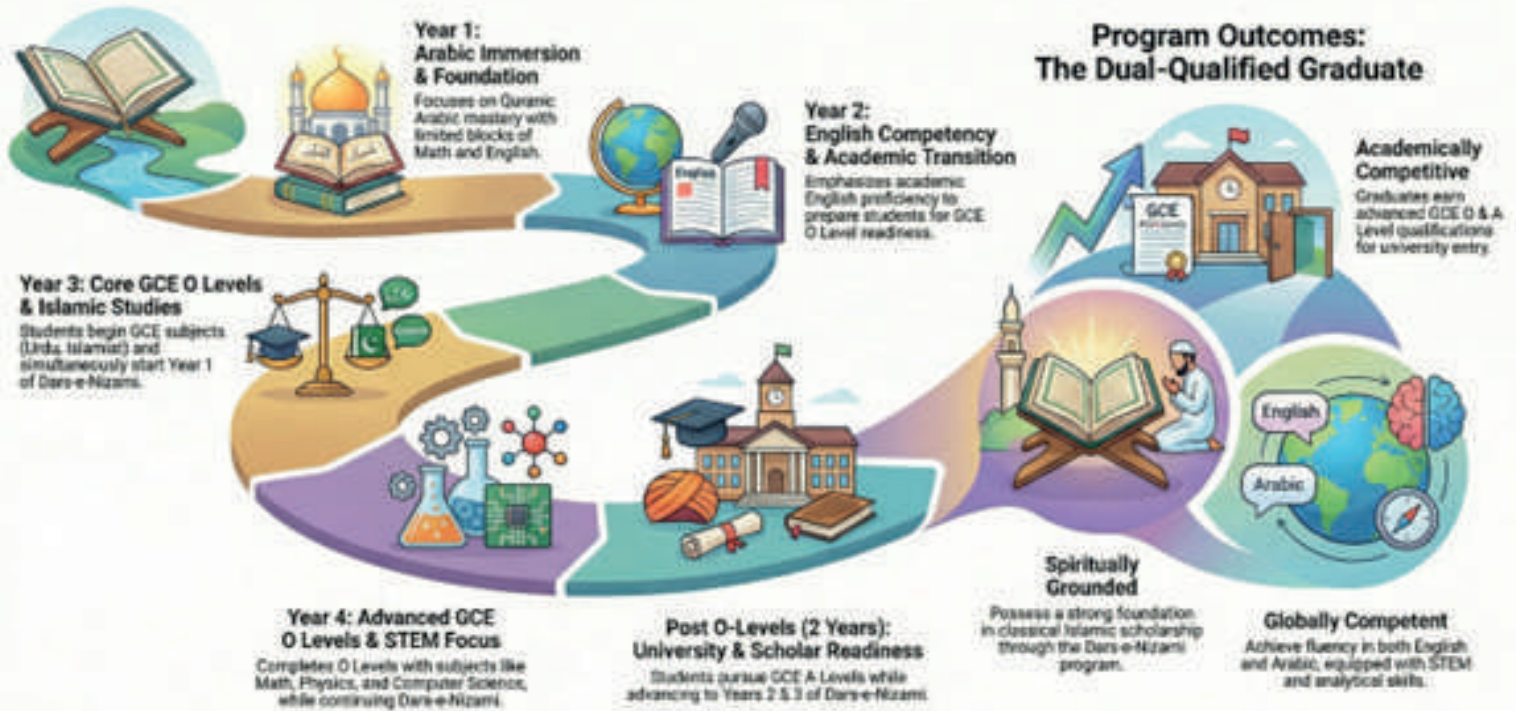 Year 1:
Arabic Immersion
& Foundation
Focuses on Quranic
Arabic mastery with
limited blocks of
Math and English.
Year 2:
English Competency
& Academic Transition
Emphasizes academic
English proficiency to
prepare students for GCE
O Level readiness.
English
Year 3: Core GCE O Levels
& Islamic Studies
Students begin GCE subjects
(Urdu, Islamiat) and
simultaneously start Year 1
of Dars-e-Nizami.
Year 4: Advanced GCE
O Levels & STEM Focus
Completes O Levels with subjects like
Math, Physics, and Computer Science,
while continuing Dars-e-Nizami.
Post O-Levels (2 Years):
University & Scholar Readiness
Students pursue GCE A Levels while
advancing to Years 2 & 3 of Dars-e-Nizami.
Program Outcomes:
The Dual-Qualified Graduate
GCE
Academically
Competitive
Graduates earn
advanced GCE O & A
Level qualifications
for university entry.
Spiritually
Grounded
Possess a strong foundation
in classical Islamic scholarship
through the Dars-e-Nizami
program.
English
Arabic
Globally Competent
Achieve fluency in both English
and Arabic, equipped with STEM
and analytical skills.